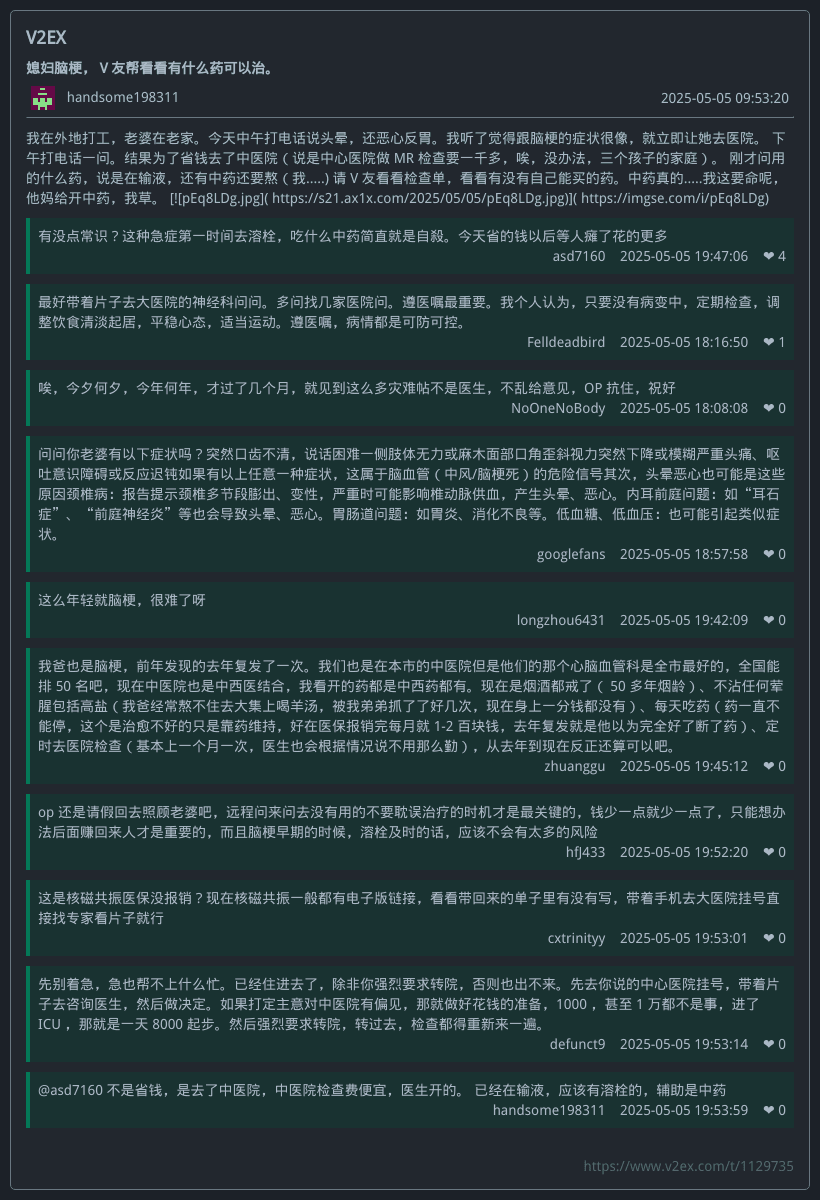 V2EX
媳妇脑梗， V 友帮看看有什么药可以治。
handsome198311 2025-05-05 09:53:20
我在外地打工，老婆在老家。今天中午打电话说头晕，还恶心反胃。我听了觉得跟脑梗的症状很像，就立即让她去医院。 下
午打电话一问。结果为了省钱去了中医院（说是中心医院做 MR 检查要一千多，唉，没办法，三个孩子的家庭）。 刚才问用
的什么药，说是在输液，还有中药还要熬（我.....) 请 V 友看看检查单，看看有没有自己能买的药。中药真的.....我这要命呢，
他妈给开中药，我草。 [![pEq8LDg.jpg]( https://s21.ax1x.com/2025/05/05/pEq8LDg.jpg)]( https://imgse.com/i/pEq8LDg)
有没点常识？这种急症第一时间去溶栓，吃什么中药简直就是自殺。今天省的钱以后等人瘫了花的更多
asd7160 2025-05-05 19:47:06 ❤ 4
最好带着片子去大医院的神经科问问。多问找几家医院问。遵医嘱最重要。我个人认为，只要没有病变中，定期检查，调
整饮食清淡起居，平稳心态，适当运动。遵医嘱，病情都是可防可控。
Felldeadbird 2025-05-05 18:16:50 ❤ 1
唉，今夕何夕，今年何年，才过了几个月，就见到这么多灾难帖不是医生，不乱给意见，OP 抗住，祝好
NoOneNoBody 2025-05-05 18:08:08 ❤ 0
问问你老婆有以下症状吗？突然口齿不清，说话困难一侧肢体无力或麻木面部口角歪斜视力突然下降或模糊严重头痛、呕
吐意识障碍或反应迟钝如果有以上任意一种症状，这属于脑血管（中风/脑梗死）的危险信号其次，头晕恶心也可能是这些
原因颈椎病：报告提示颈椎多节段膨出、变性，严重时可能影响椎动脉供血，产生头晕、恶心。内耳前庭问题：如“耳石
症”、 “前庭神经炎”等也会导致头晕、恶心。胃肠道问题：如胃炎、消化不良等。低血糖、低血压：也可能引起类似症
状。
googlefans 2025-05-05 18:57:58 ❤ 0
这么年轻就脑梗，很难了呀
longzhou6431 2025-05-05 19:42:09 ❤ 0
我爸也是脑梗，前年发现的去年复发了一次。我们也是在本市的中医院但是他们的那个心脑血管科是全市最好的，全国能
排 50 名吧，现在中医院也是中西医结合，我看开的药都是中西药都有。现在是烟酒都戒了（ 50 多年烟龄）、不沾任何荤
腥包括高盐（我爸经常熬不住去大集上喝羊汤，被我弟弟抓了了好几次，现在身上一分钱都没有）、每天吃药（药一直不
能停，这个是治愈不好的只是靠药维持，好在医保报销完每月就 1-2 百块钱，去年复发就是他以为完全好了断了药）、定
时去医院检查（基本上一个月一次，医生也会根据情况说不用那么勤），从去年到现在反正还算可以吧。
zhuanggu 2025-05-05 19:45:12 ❤ 0
op 还是请假回去照顾老婆吧，远程问来问去没有用的不要耽误治疗的时机才是最关键的，钱少一点就少一点了，只能想办
法后面赚回来人才是重要的，而且脑梗早期的时候，溶栓及时的话，应该不会有太多的风险
hfJ433 2025-05-05 19:52:20 ❤ 0
这是核磁共振医保没报销？现在核磁共振一般都有电子版链接，看看带回来的单子里有没有写，带着手机去大医院挂号直
接找专家看片子就行
cxtrinityy 2025-05-05 19:53:01 ❤ 0
先别着急，急也帮不上什么忙。已经住进去了，除非你强烈要求转院，否则也出不来。先去你说的中心医院挂号，带着片
子去咨询医生，然后做决定。如果打定主意对中医院有偏见，那就做好花钱的准备，1000 ，甚至 1 万都不是事，进了
ICU ，那就是一天 8000 起步。然后强烈要求转院，转过去，检查都得重新来一遍。
defunct9 2025-05-05 19:53:14 ❤ 0
@asd7160 不是省钱，是去了中医院，中医院检查费便宜，医生开的。 已经在输液，应该有溶栓的，辅助是中药
handsome198311 2025-05-05 19:53:59 ❤ 0
https://www.v2ex.com/t/1129735